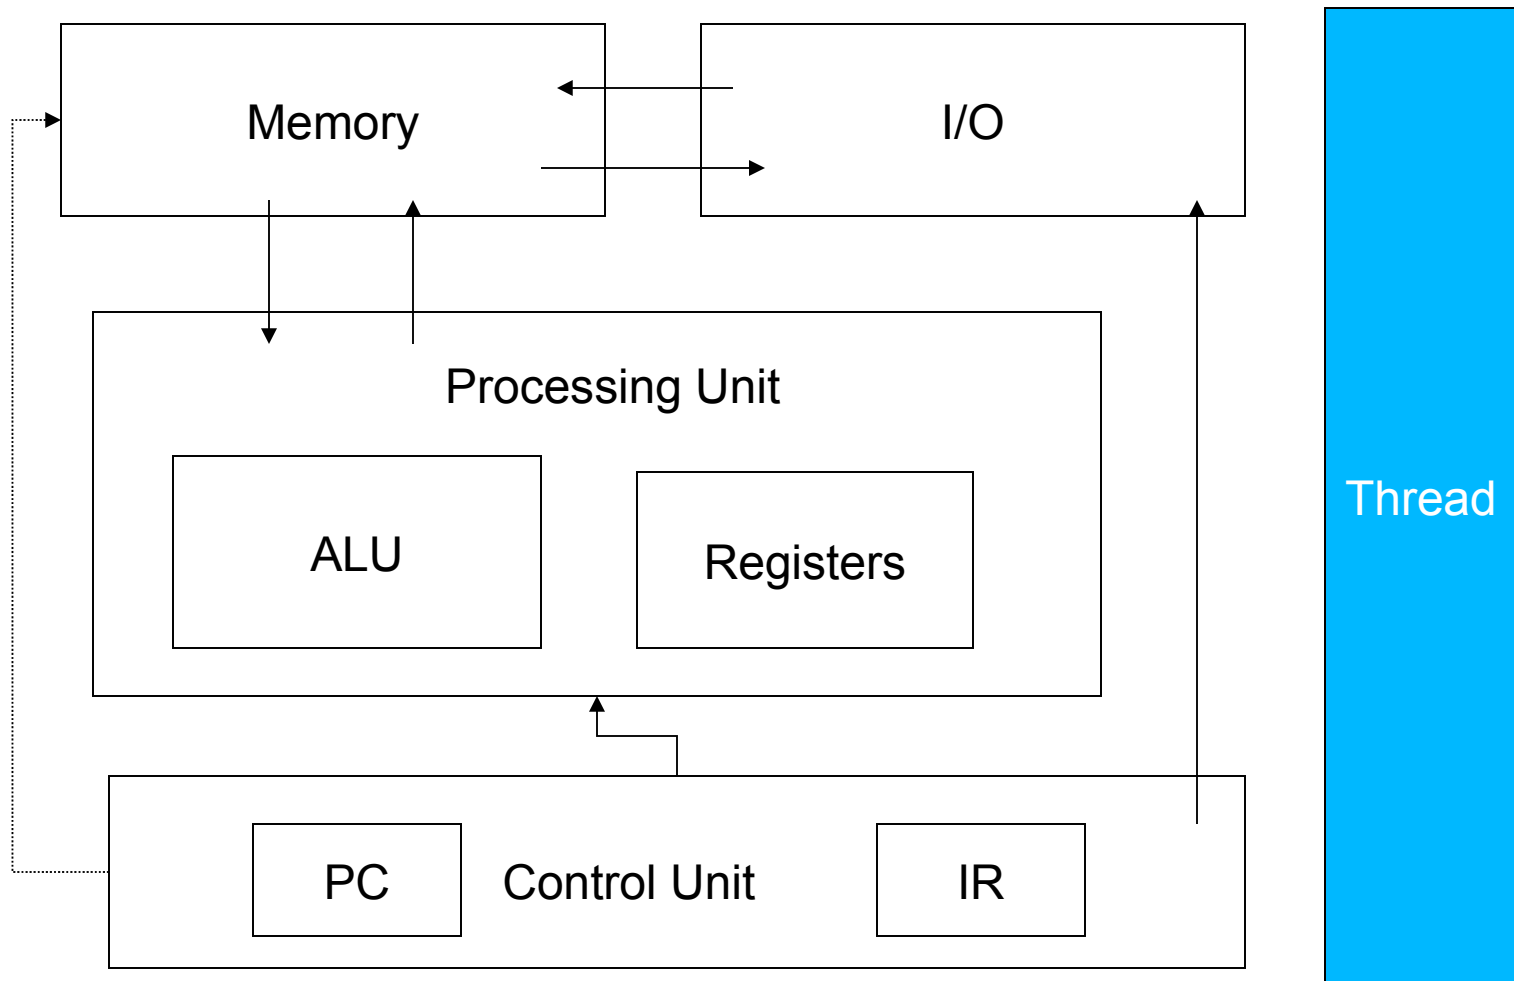 Memory
I/O
Processing Unit
ALU
Registers
Thread
PC
Control Unit
IR